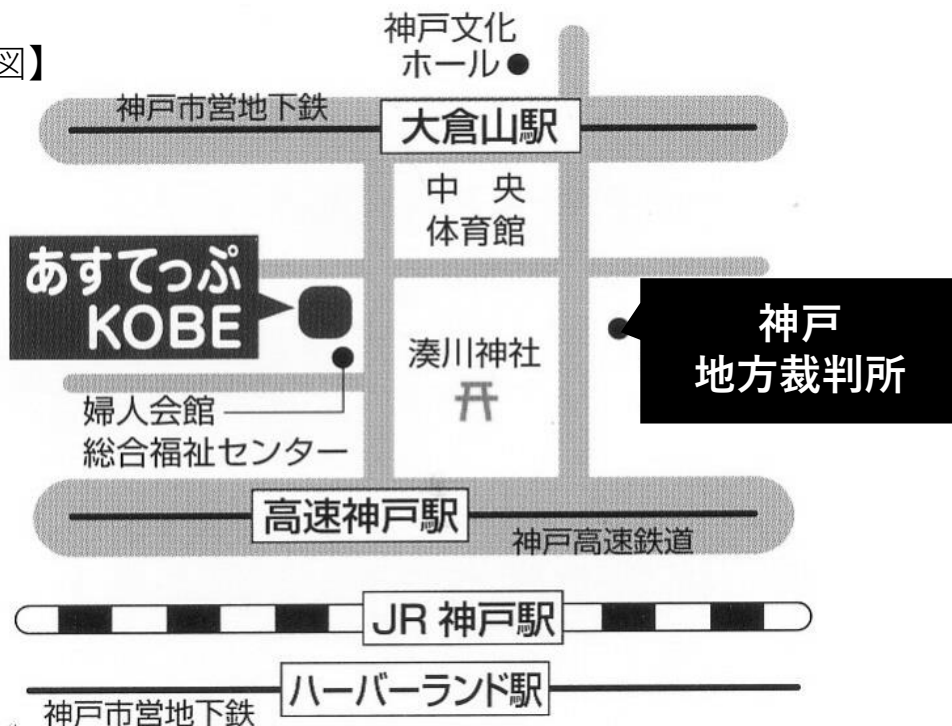 図】
神戸文化
ホール
神戸市営地下鉄
大倉山駅
中 央
体育館
あすてっぷ
KOBE
神戸
地方裁判所
湊川神社
婦人会館
総合福祉センター
高速神戸駅
神戸高速鉄道
JR 神戸駅
ハーバーランド駅
神戸市営地下鉄